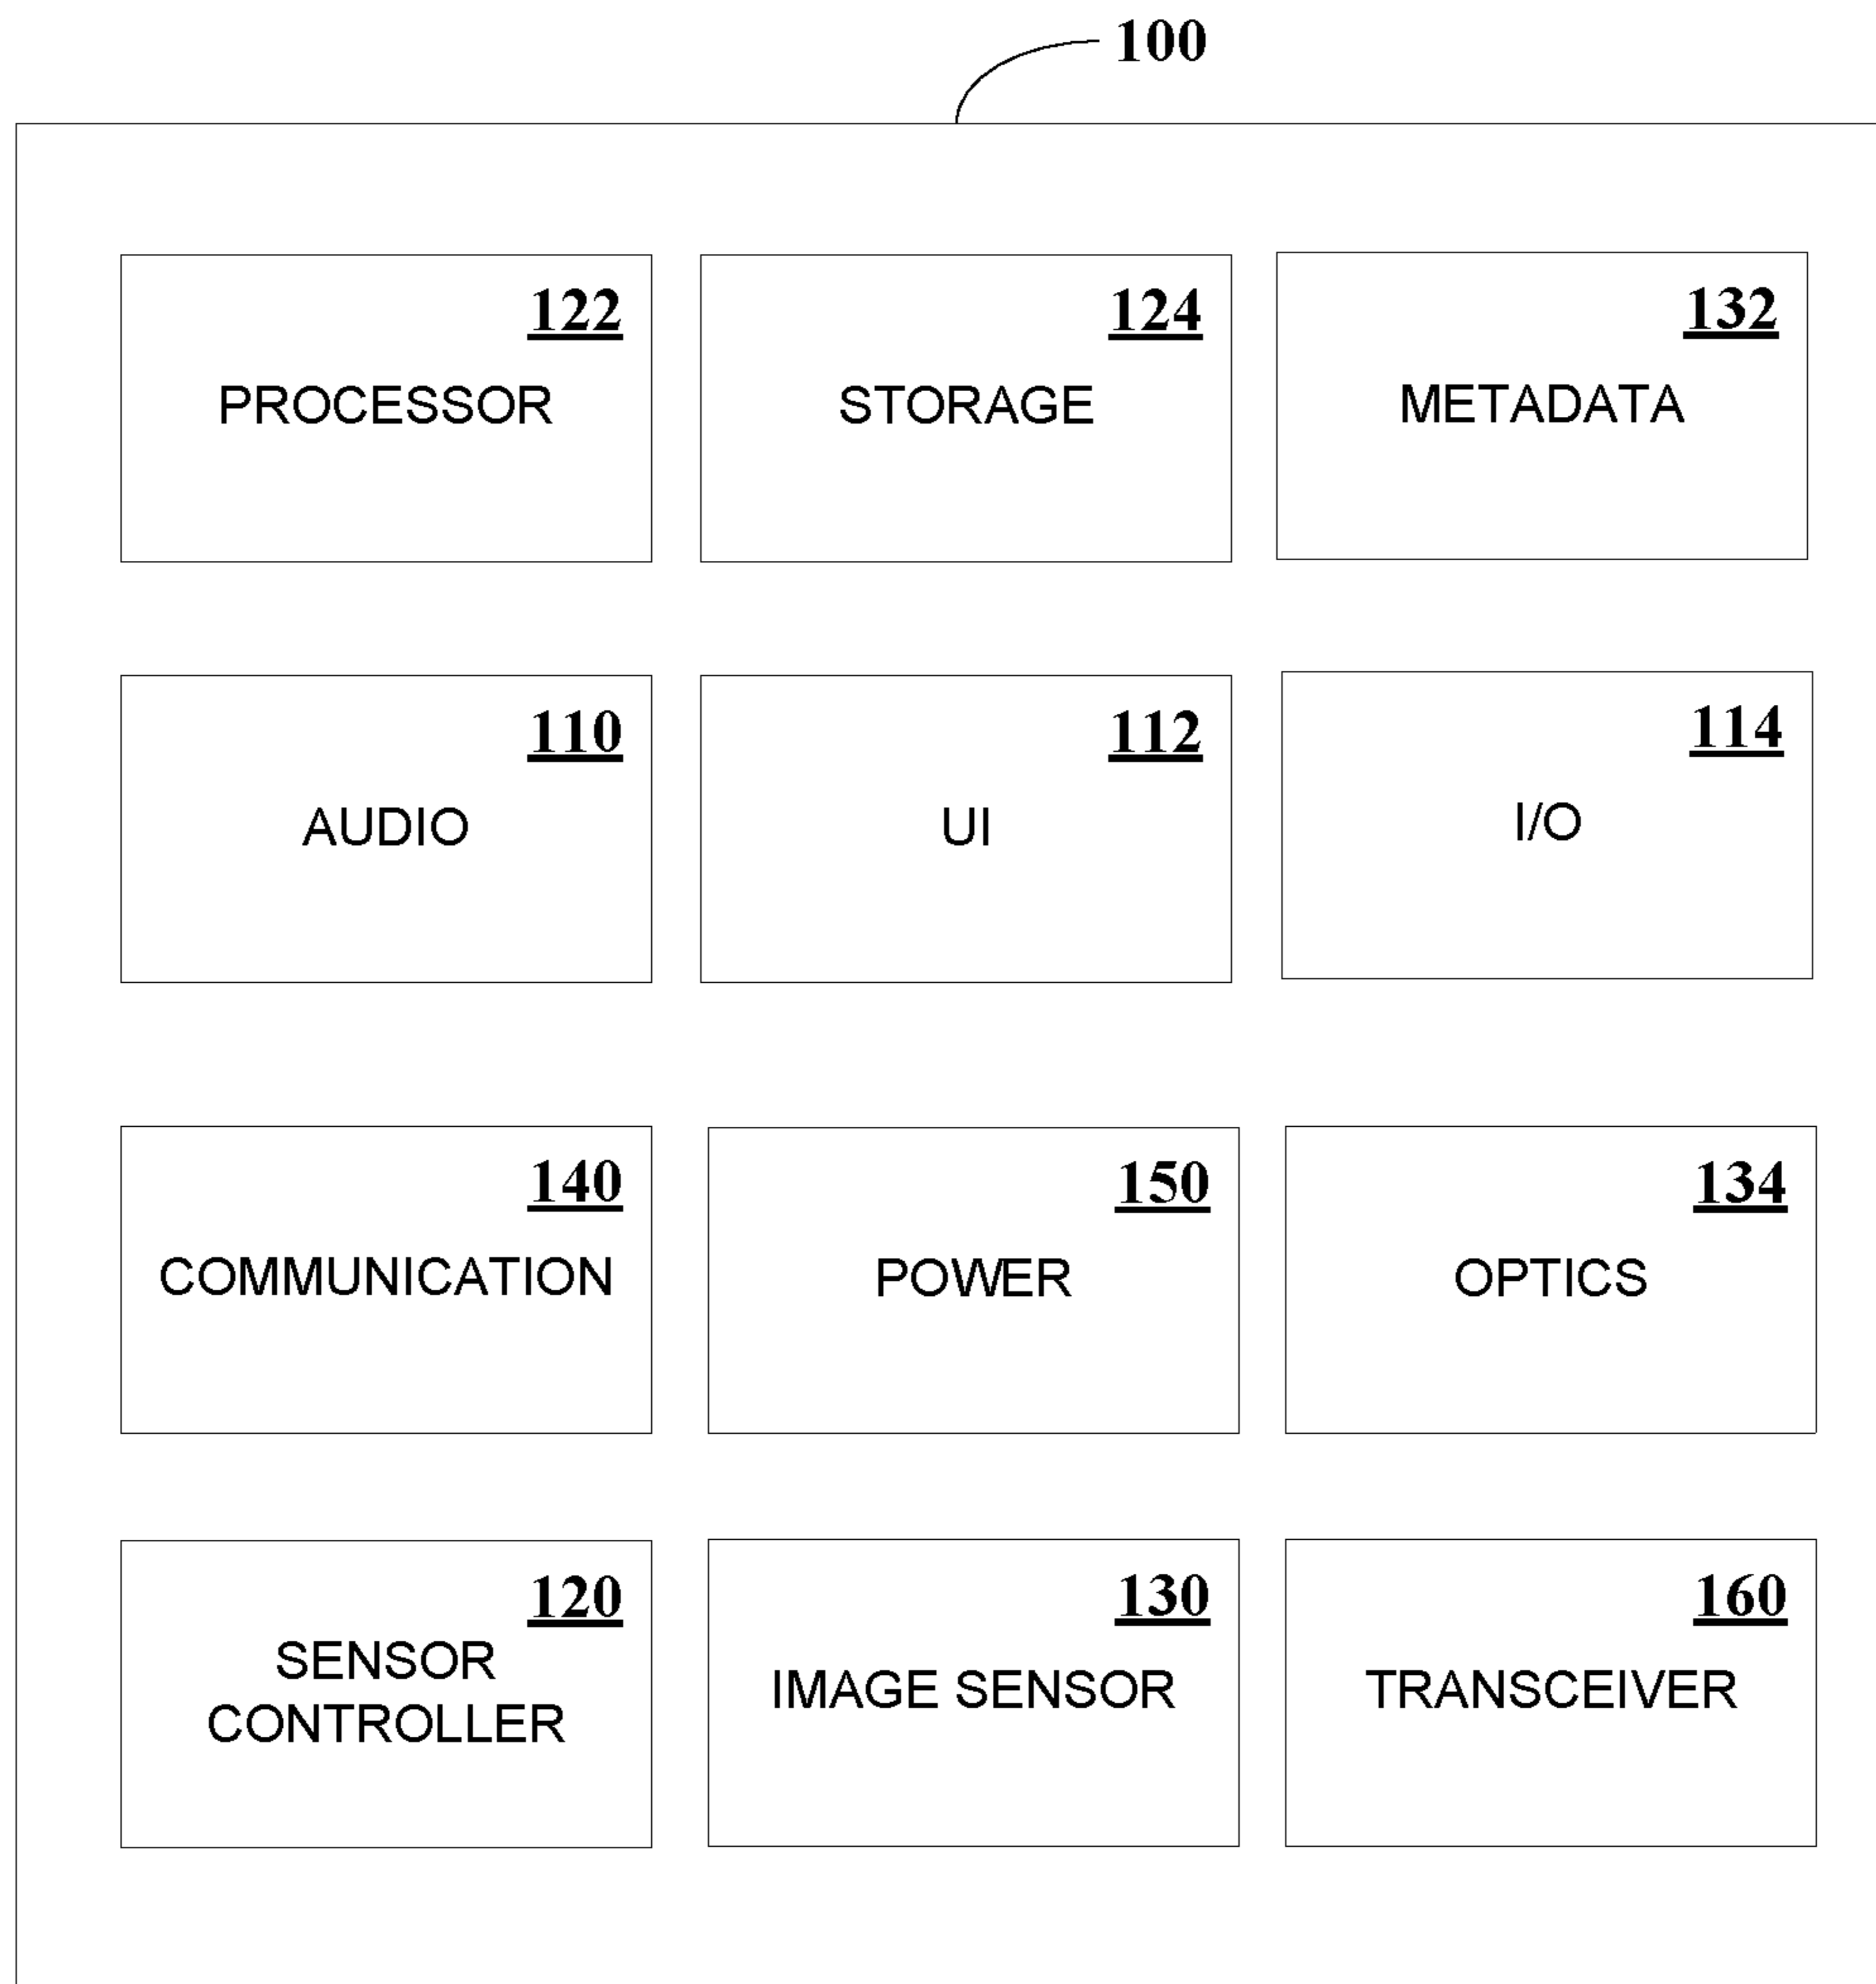 100
122
PROCESSOR
124
STORAGE
132
METADATA
110
AUDIO
112
UI
114
I/O
140
COMMUNICATION
150
POWER
134
OPTICS
120
SENSOR
CONTROLLER
130
IMAGE SENSOR
160
TRANSCEIVER